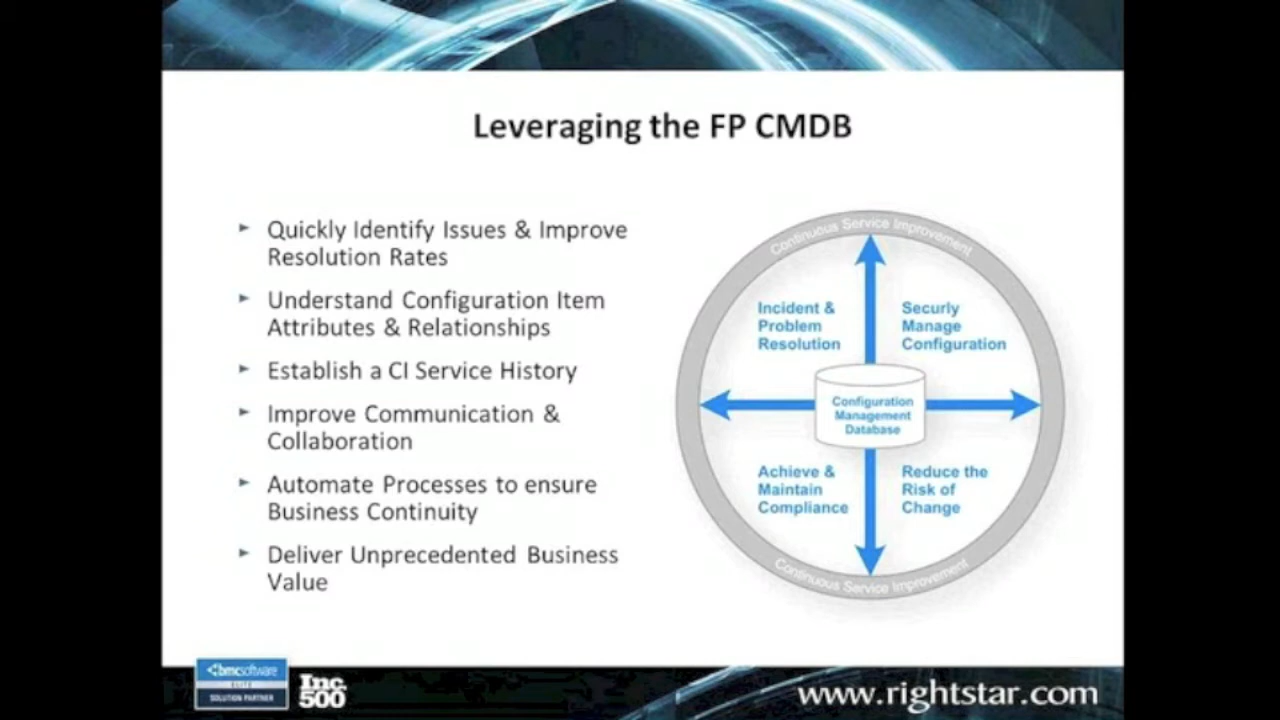 Leveraging the FP CMDB
► Quickly Identify Issues & Improve
Resolution Rates
► Understand Configuration Item
Attributes & Relationships
► Establish a CI Service History
► Improve Communication &
Collaboration
► Automate Processes to ensure
Business Continuity
► Deliver Unprecedented Business
Value
Continuous Service Improvement
Incident &
Problem
Resolution
Securly
Manage
Configuration
Configuration
Management
Database
Achieve &
Maintain
Compliance
Reduce the
Risk of
Change
Continuous Service Improvement
bmcsoftware
ELITE
SOLUTION PARTNER
Inc.
500
www.rightstar.com